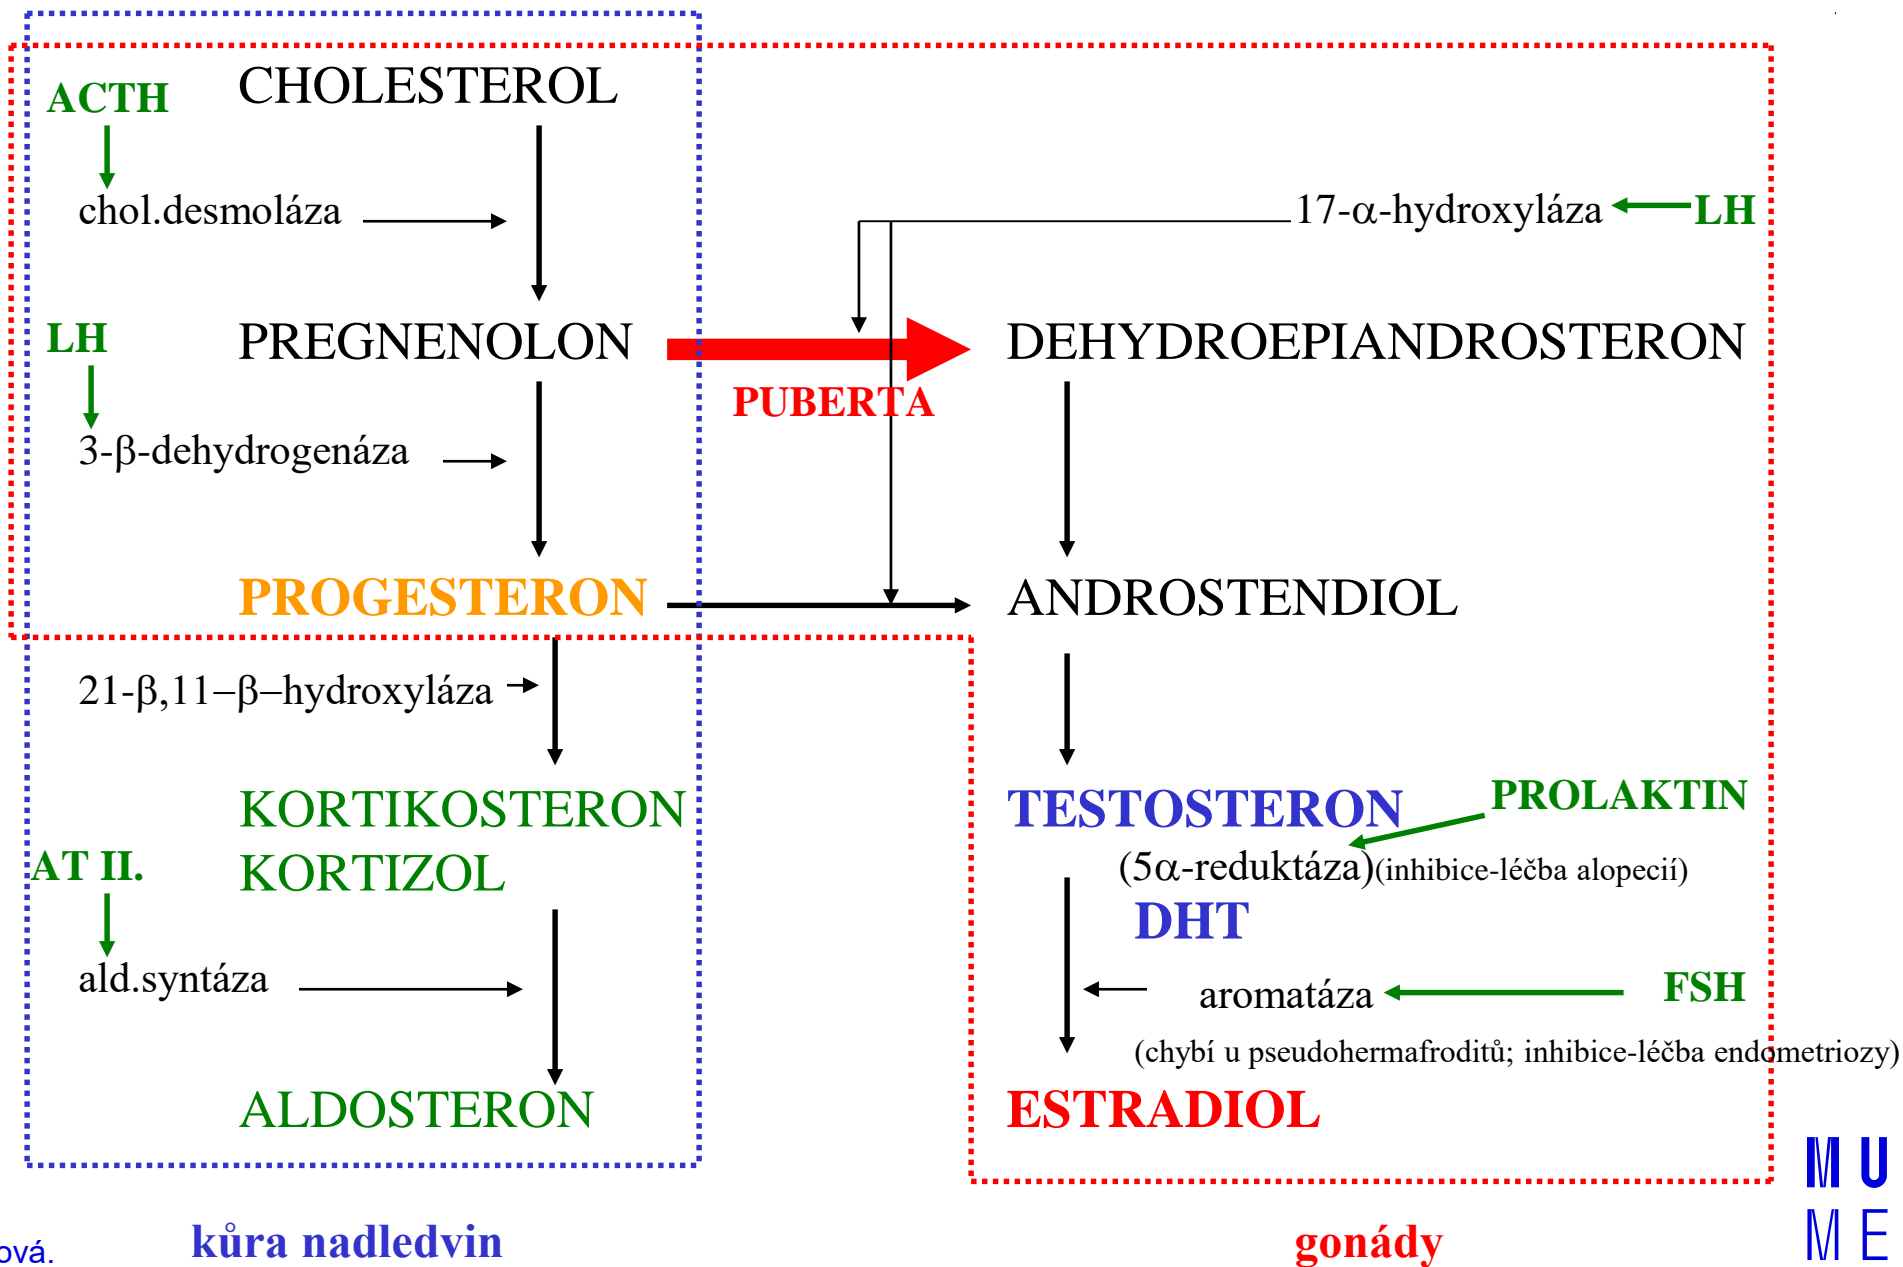 ACTH
CHOLESTEROL
chol.desmoláza
17-α-hydroxyláza
LH
LH
PREGNENOLON
DEHYDROEPIANDROSTERON
PUBERTA
3-β-dehydrogenáza
PROGESTERON
ANDROSTENDIOL
21-β,11−β−hydroxyláza
KORTIKOSTERON
TESTOSTERON
PROLAKTIN
AT II.
KORTIZOL
(5α-reduktáza)(inhibice-léčba alopecií)
DHT
ald.syntáza
aromatáza
FSH
(chybí u pseudohermafroditů; inhibice-léčba endometriozy)
ALDOSTERON
ESTRADIOL
MU
ME
ová.
kůra nadledvin
gonády